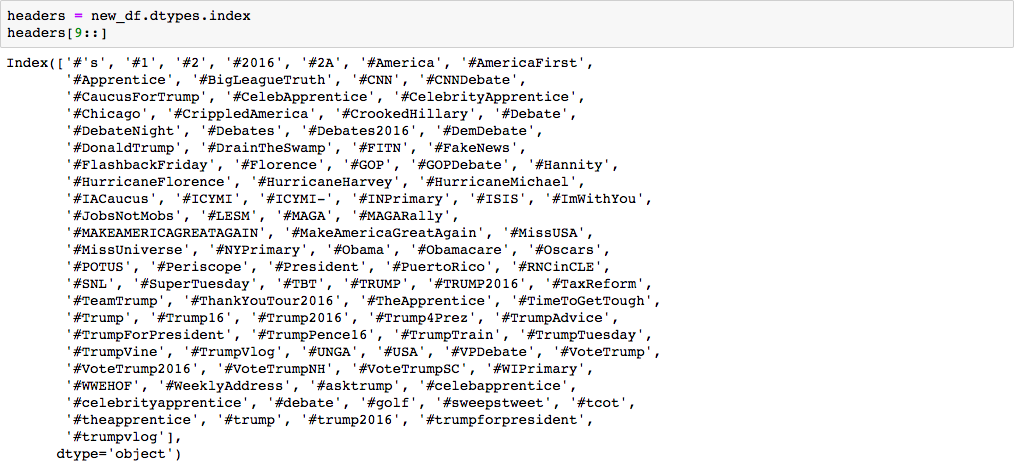 headers = new_df.dtypes.index
headers[9::]
Index(['#'s', '#1', '#2', '#2016', '#2A', '#America', '#AmericaFirst',
'#Apprentice', '#BigLeagueTruth', '#CNN', '#CNNDebate',
'#CaucusForTrump', '#CelebApprentice', '#CelebrityApprentice',
'#Chicago', '#CrippledAmerica', '#CrookedHillary', '#Debate',
'#DebateNight', '#Debates', '#Debates2016', '#DemDebate',
'#DonaldTrump', '#DrainTheSwamp', '#FITN', '#FakeNews',
'#FlashbackFriday', '#Florence', '#GOP', '#GOPDebate', '#Hannity',
'#HurricaneFlorence', '#HurricaneHarvey', '#HurricaneMichael',
'#IACaucus', '#ICYMI', '#ICYMI-', '#INPrimary', '#ISIS', '#ImWithYou',
'#JobsNotMobs', '#LESM', '#MAGA', '#MAGARally',
'#MAKEAMERICAGREATAGAIN', '#MakeAmericaGreatAgain', '#MissUSA',
'#MissUniverse', '#NYPrimary', '#Obama', '#Obamacare', '#Oscars',
'#POTUS', '#Periscope', '#President', '#PuertoRico', '#RNCinCLE',
'#SNL', '#SuperTuesday', '#TBT', '#TRUMP', '#TRUMP2016', '#TaxReform',
'#TeamTrump', '#ThankYouTour2016', '#TheApprentice', '#TimeToGetTough',
'#Trump', '#Trump16', '#Trump2016', '#Trump4Prez', '#TrumpAdvice',
'#TrumpForPresident', '#TrumpPence16', '#TrumpTrain', '#TrumpTuesday',
'#TrumpVine', '#TrumpVlog', '#UNGA', '#USA', '#VPDebate', '#VoteTrump',
'#VoteTrump2016', '#VoteTrumpNH', '#VoteTrumpSC', '#WIPrimary',
'#WWEHOF', '#WeeklyAddress', '#asktrump', '#celebapprentice',
'#celebrityapprentice', '#debate', '#golf', '#sweepstweet', '#tcot',
'#theapprentice', '#trump', '#trump2016', '#trumpforpresident',
'#trumpvlog'],
dtype='object')